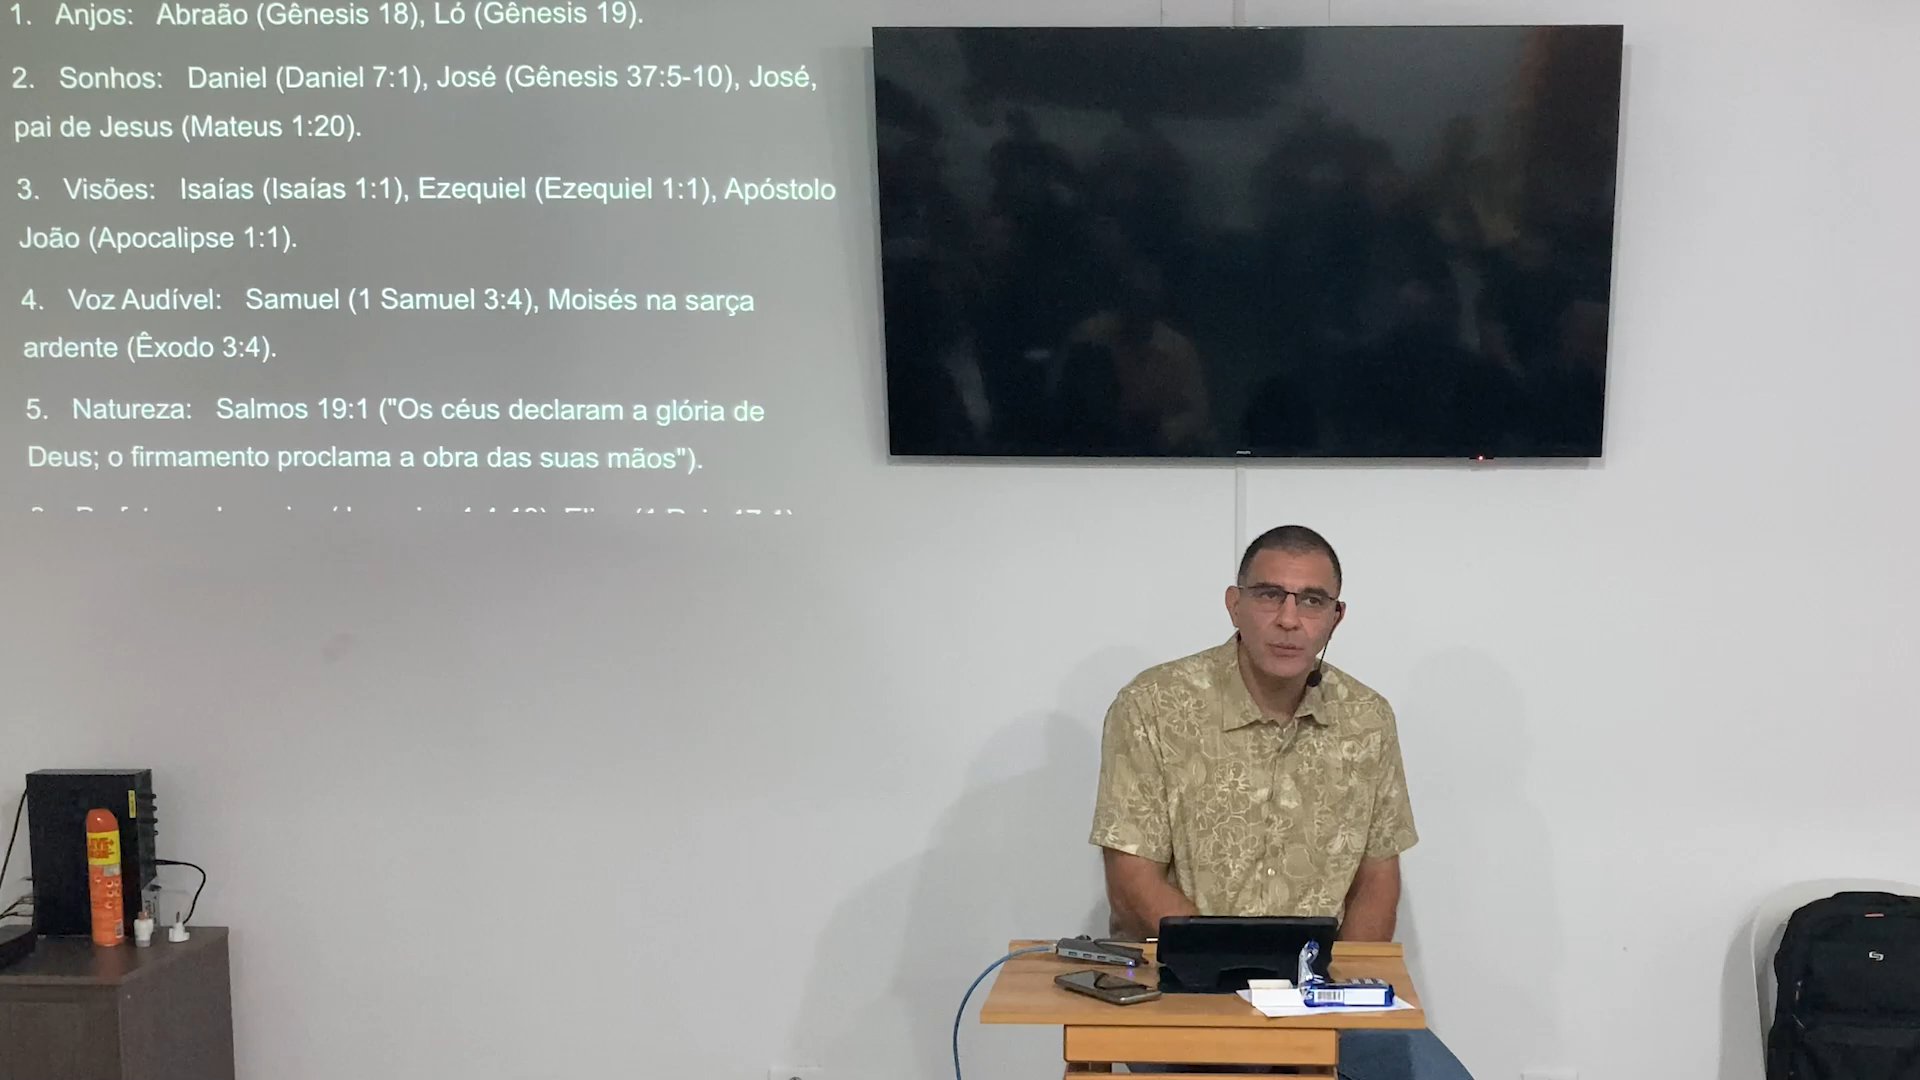 1. Anjos: Abraão (Gênesis 18), Ló (Gênesis 19).
2. Sonhos: Daniel (Daniel 7:1), José (Gênesis 37:5-10), José,
pai de Jesus (Mateus 1:20).
3. Visões: Isaías (Isaías 1:1), Ezequiel (Ezequiel 1:1), Apóstolo
João (Apocalipse 1:1).
4. Voz Audível: Samuel (1 Samuel 3:4), Moisés na sarça
ardente (Êxodo 3:4).
5. Natureza: Salmos 19:1 ("Os céus declaram a glória de
Deus; o firmamento proclama a obra das suas mãos").